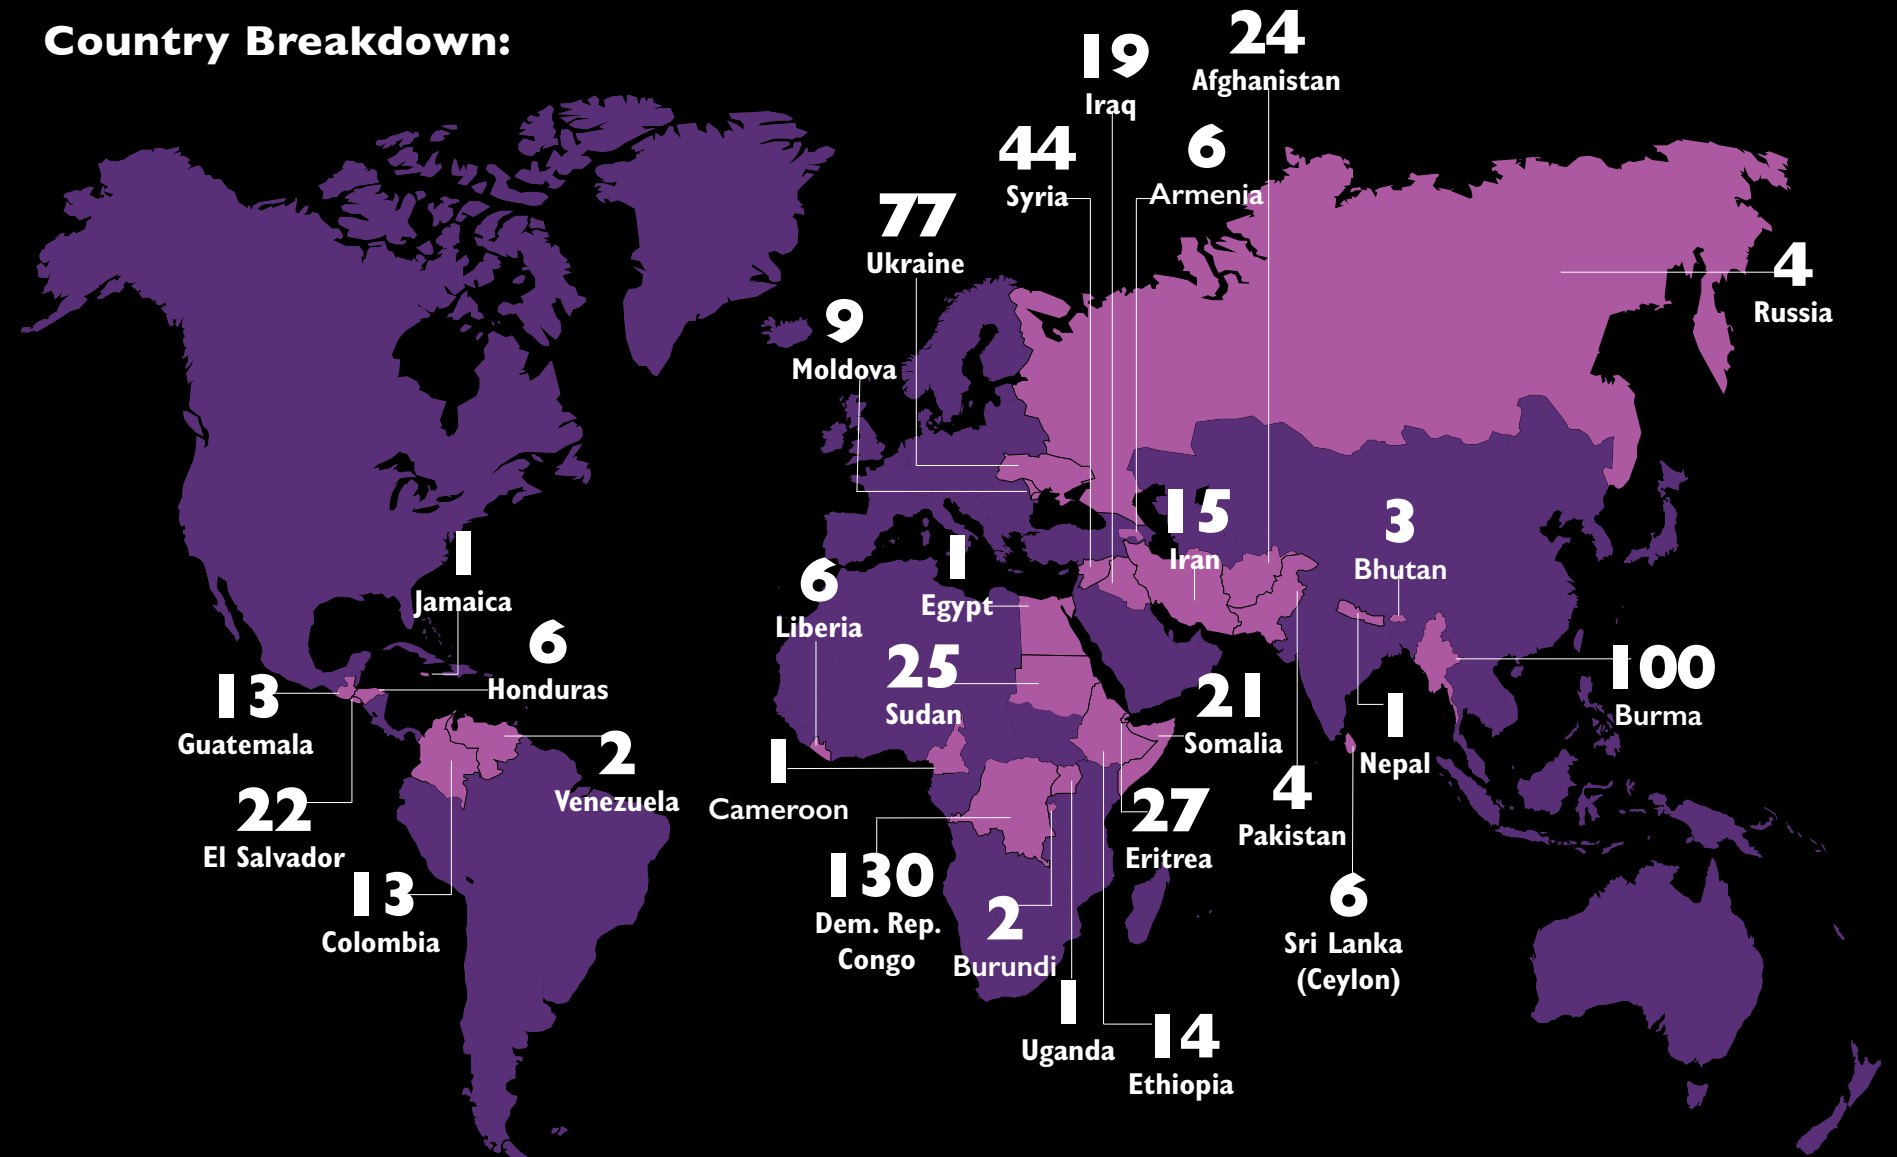 Country Breakdown:
24
Afghanistan
19
Iraq
44
Syria
6
Armenia
77
Ukraine
4
Russia
9
Moldova
15
Iran
3
Bhutan
1
Jamaica
6
Liberia
1
Egypt
6
Honduras
25
Sudan
100
Burma
13
Guatemala
21
Somalia
1
Nepal
2
Venezuela
1
Cameroon
22
El Salvador
27
Eritrea
4
Pakistan
13
Colombia
130
Dem. Rep.
Congo
2
Burundi
6
Sri Lanka
(Ceylon)
1
Uganda
14
Ethiopia